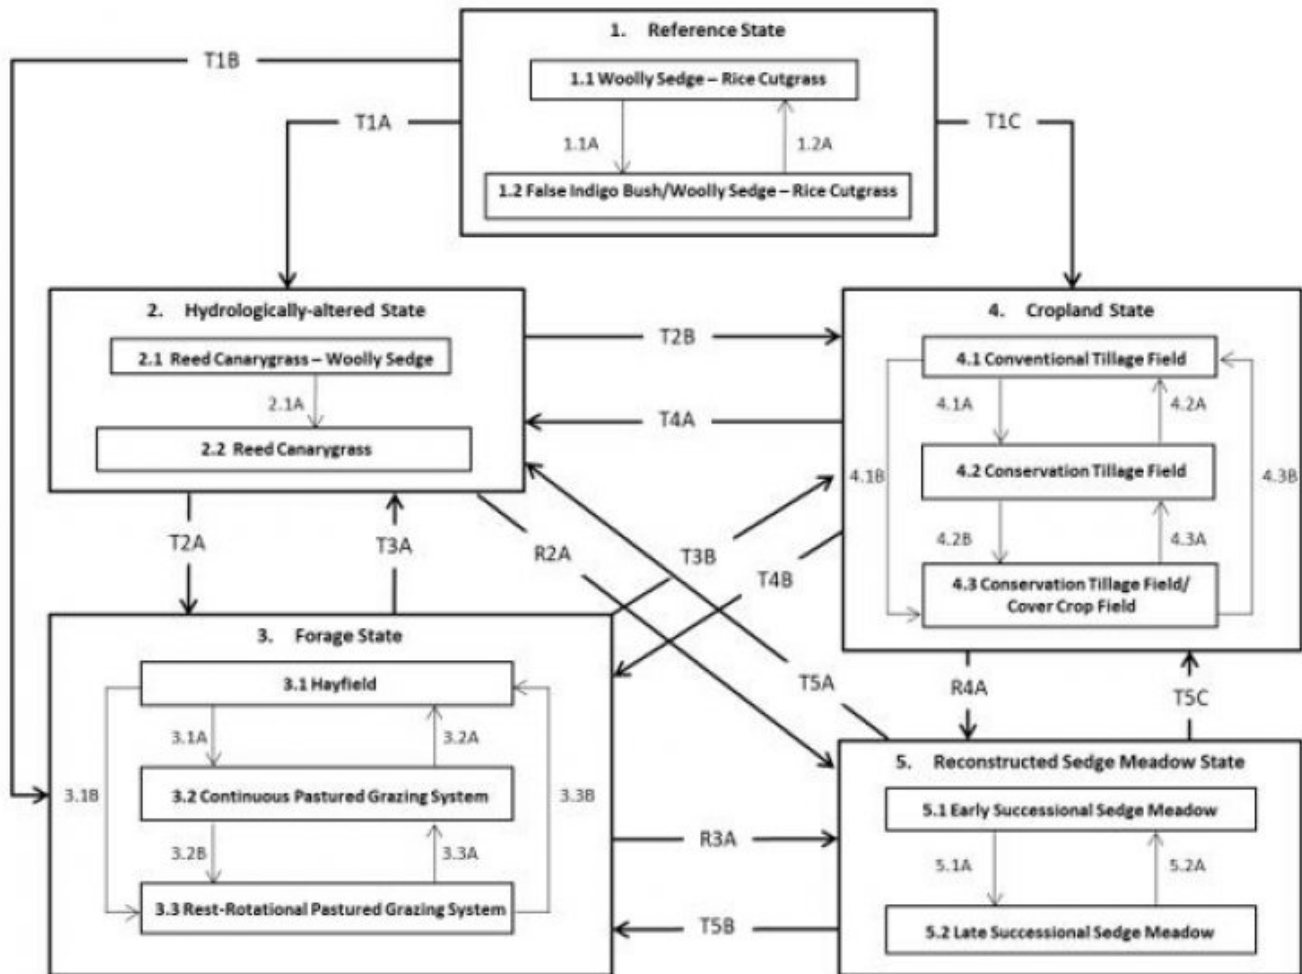 1. Reference State
T1B
1.1 Woolly Sedge – Rice Cutgrass
T1A
T1C
1.1A
1.2A
1.2 False Indigo Bush/Woolly Sedge – Rice Cutgrass
2. Hydrologically-altered State
4. Cropland State
T2B
2.1 Reed Canarygrass – Woolly Sedge
4.1 Conventional Tillage Field
2.1A
4.1A
4.2A
T4A
2.2 Reed Canarygrass
4.2 Conservation Tillage Field
4.1B
4.3B
T2A
T3A
R2A
T3B
4.2B
4.3A
T4B
4.3 Conservation Tillage Field/
Cover Crop Field
3. Forage State
3.1 Hayfield
T5A
R4A
T5C
3.1A
3.2A
5. Reconstructed Sedge Meadow State
3.1B
3.2 Continuous Pastured Grazing System
3.3B
5.1 Early Successional Sedge Meadow
R3A
3.2B
3.3A
5.1A
5.2A
3.3 Rest-Rotational Pastured Grazing System
T5B
5.2 Late Successional Sedge Meadow